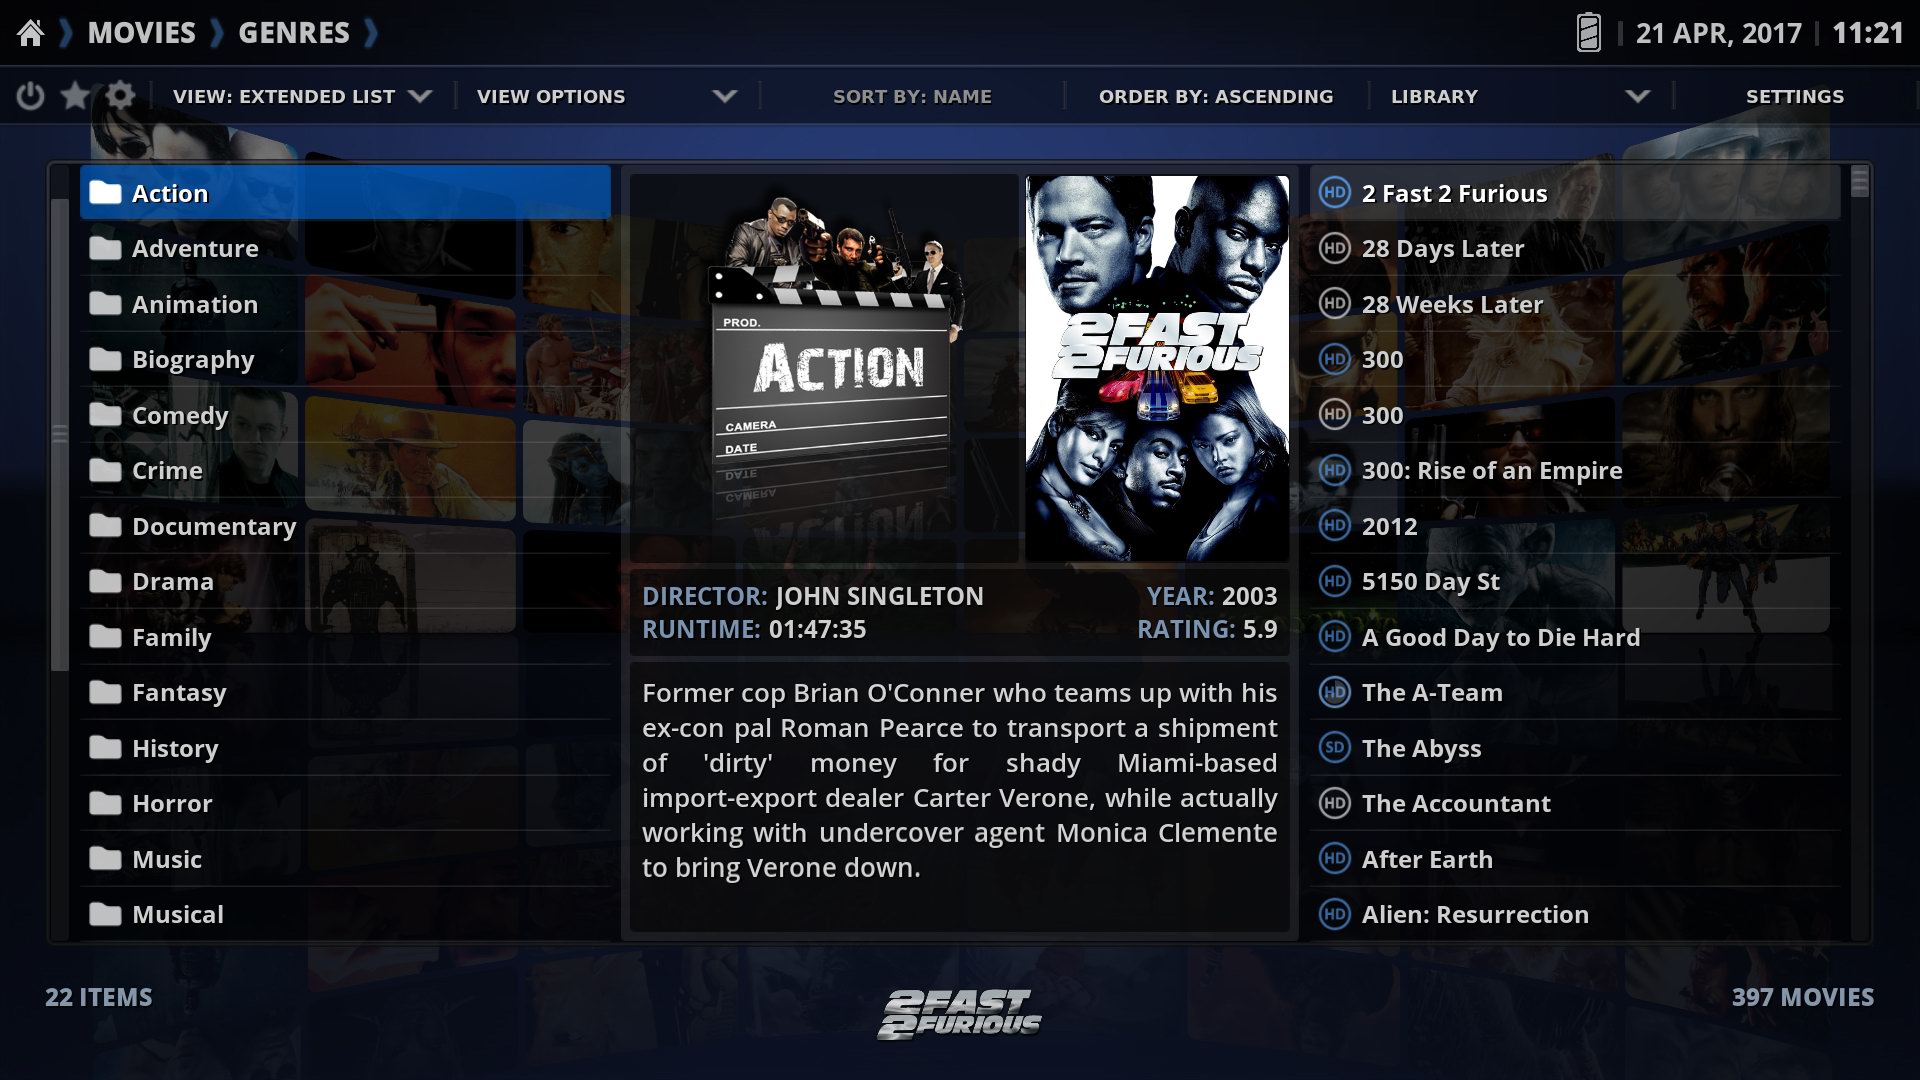 MOVIES GENRES
21 APR, 2017 11:21
VIEW: EXTENDED LIST VIEW OPTIONS SORT BY: NAME ORDER BY: ASCENDING LIBRARY SETTINGS
Action
Adventure
Animation
Biography
Comedy
Crime
Documentary
Drama
Family
Fantasy
History
Horror
Music
Musical
PROD.
ACTION
CAMERA
DATE
2 FAST
2 FURIOUS
DIRECTOR: JOHN SINGLETON YEAR: 2003
RUNTIME: 01:47:35 RATING: 5.9
Former cop Brian O'Conner who teams up with his
ex-con pal Roman Pearce to transport a shipment
of 'dirty' money for shady Miami-based
import-export dealer Carter Verone, while actually
working with undercover agent Monica Clemente
to bring Verone down.
HD 2 Fast 2 Furious
HD 28 Days Later
HD 28 Weeks Later
HD 300
HD 300
HD 300: Rise of an Empire
HD 2012
HD 5150 Day St
HD A Good Day to Die Hard
HD The A-Team
SD The Abyss
HD The Accountant
HD After Earth
HD Alien: Resurrection
22 ITEMS
2 FAST
2 FURIOUS
397 MOVIES